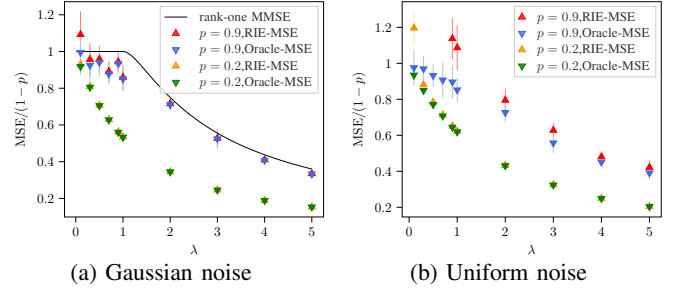 rank-one MMSE
p = 0.9,RIE-MSE
p = 0.9,Oracle-MSE
p = 0.2,RIE-MSE
p = 0.2,Oracle-MSE
MSE/(1 − p)
1.2
1
0.8
0.6
0.4
0.2
0
1
2
3
4
5
λ
(a) Gaussian noise
p = 0.9,RIE-MSE
p = 0.9,Oracle-MSE
p = 0.2,RIE-MSE
p = 0.2,Oracle-MSE
MSE/(1 − p)
1.2
1
0.8
0.6
0.4
0.2
0
1
2
3
4
5
λ
(b) Uniform noise